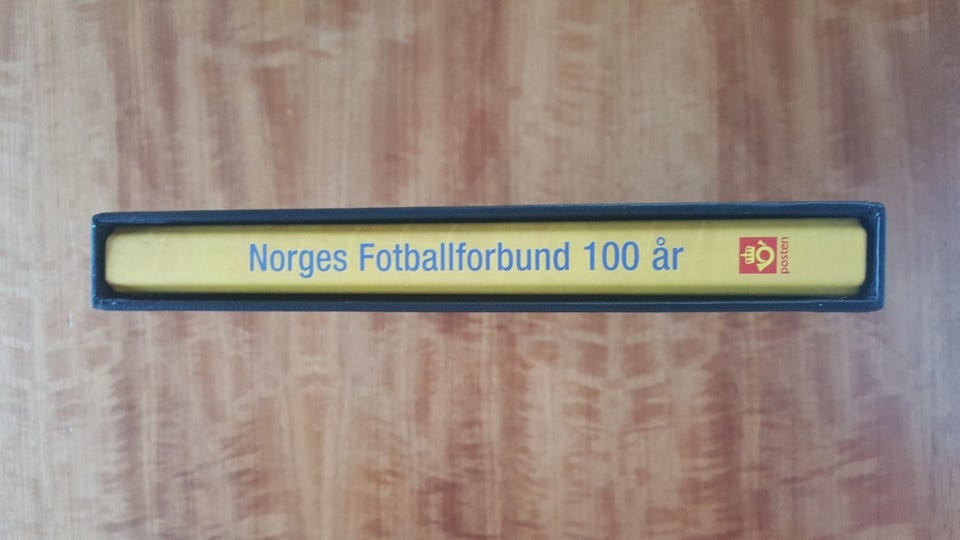 Norges Fotballforbund 100 år
posten